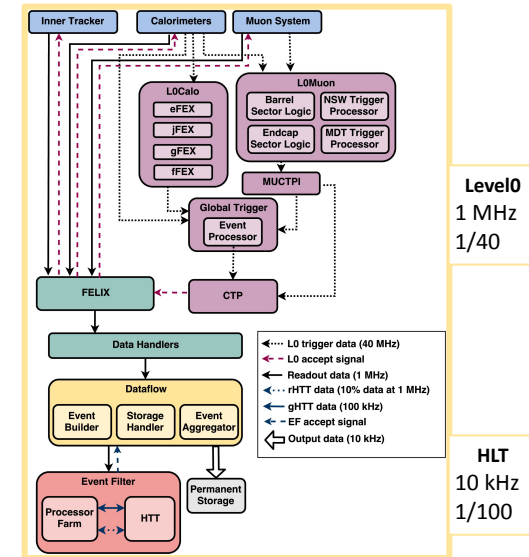 Inner Tracker
Calorimeters
Muon System
L0Calo
eFEX
jFEX
gFEX
fFEX
L0Muon
Barrel
Sector Logic
NSW Trigger
Processor
Endcap
Sector Logic
MDT Trigger
Processor
MUCTPI
Global Trigger
Event
Processor
Level0
1 MHz
1/40
FELIX
CTP
Data Handlers
Dataflow
Event
Builder
Storage
Handler
Event
Aggregator
L0 trigger data (40 MHz)
L0 accept signal
Readout data (1 MHz)
rHTT data (10% data at 1 MHz)
gHTT data (100 kHz)
EF accept signal
Output data (10 kHz)
Event Filter
Processor
Farm
HTT
Permanent
Storage
HLT
10 kHz
1/100